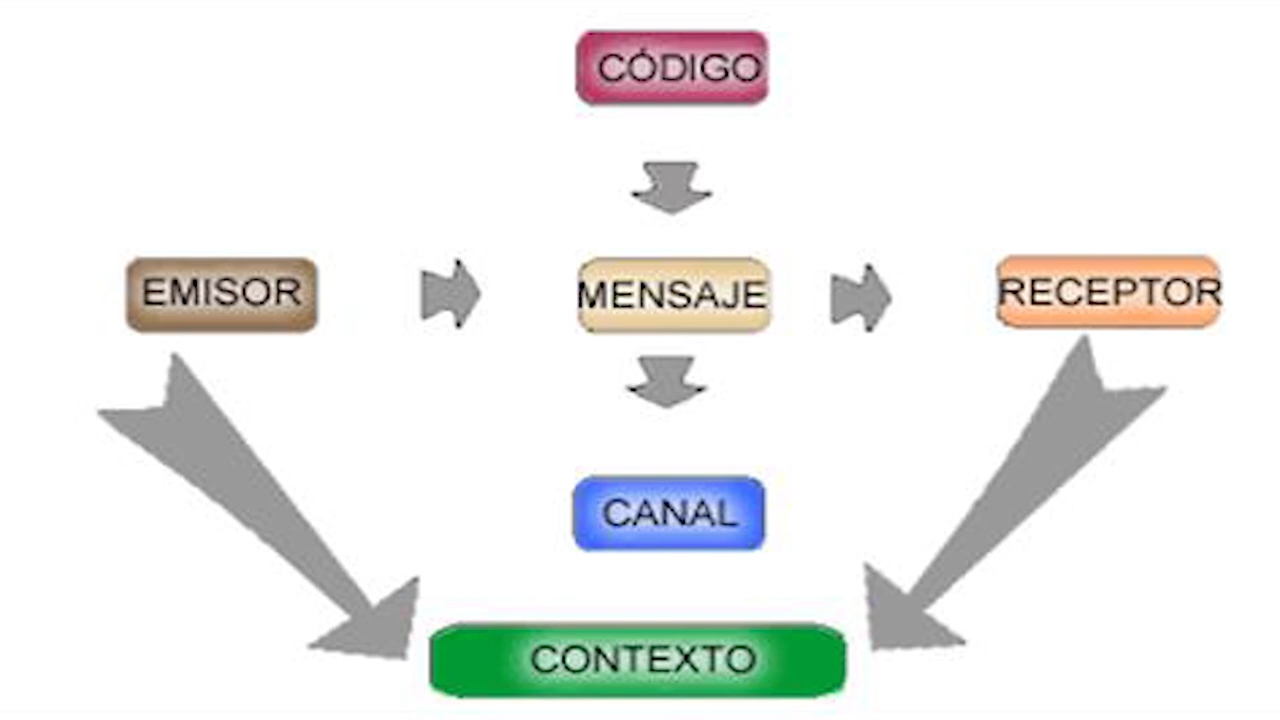 CÓDIGO
EMISOR
MENSAJE
RECEPTOR
CANAL
CONTEXTO